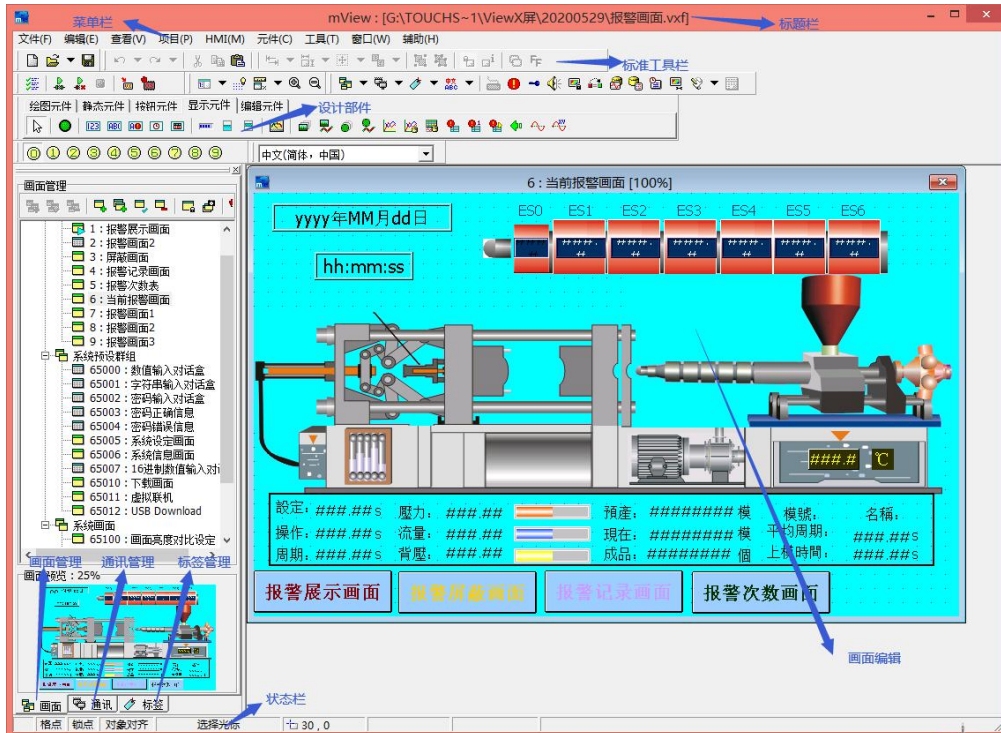 mView : [G:\TOUCHS~1\ViewX屏\20200529\报警画面.vxf]
菜单栏
标题栏
文件(F) 编辑(E) 查看(V) 项目(P) HMI(M) 元件(C) 工具(T) 窗口(W) 辅助(H)
标准工具栏
绘图元件 静态元件 按钮元件 显示元件 编辑元件
设计部件
0 1 2 3 4 5 6 7 8 9
中文(简体，中国)
画面管理
1 : 报警展示画面
2 : 报警画面2
3 : 屏蔽画面
4 : 报警记录画面
5 : 报警次数表
6 : 当前报警画面
7 : 报警画面1
8 : 报警画面2
9 : 报警画面3
系统预设群组
65000 : 数值输入对话盒
65001 : 字符串输入对话盒
65002 : 密码输入对话盒
65003 : 密码正确信息
65004 : 密码错误信息
65005 : 系统设定画面
65006 : 系统信息画面
65007 : 16进制数值输入对i
65010 : 下载画面
65011 : 虚拟联机
65012 : USB Download
系统画面
65100 : 画面亮度对比设定
画面管理 通讯管理 标签管理
画面预览 : 25%
画面 通讯 标签
6 : 当前报警画面 [100%]
yyyy年MM月dd日
hh:mm:ss
ES0 ES1 ES2 ES3 ES4 ES5 ES6
###.# ℃
設定: ###.##s 壓力: ###.## 預産: ######## 模 模號: 名稱:
操作: ###.##s 流量: ###.## 現在: ######## 模 平均周期: ###.##s
周期: ###.##s 背壓: ###.## 成品: ######## 個 上模時間: ###.##s
报警展示画面 报警屏蔽画面 报警记录画面 报警次数画面
画面编辑
状态栏
格点 锁点 对象对齐 选择光标 30 , 0